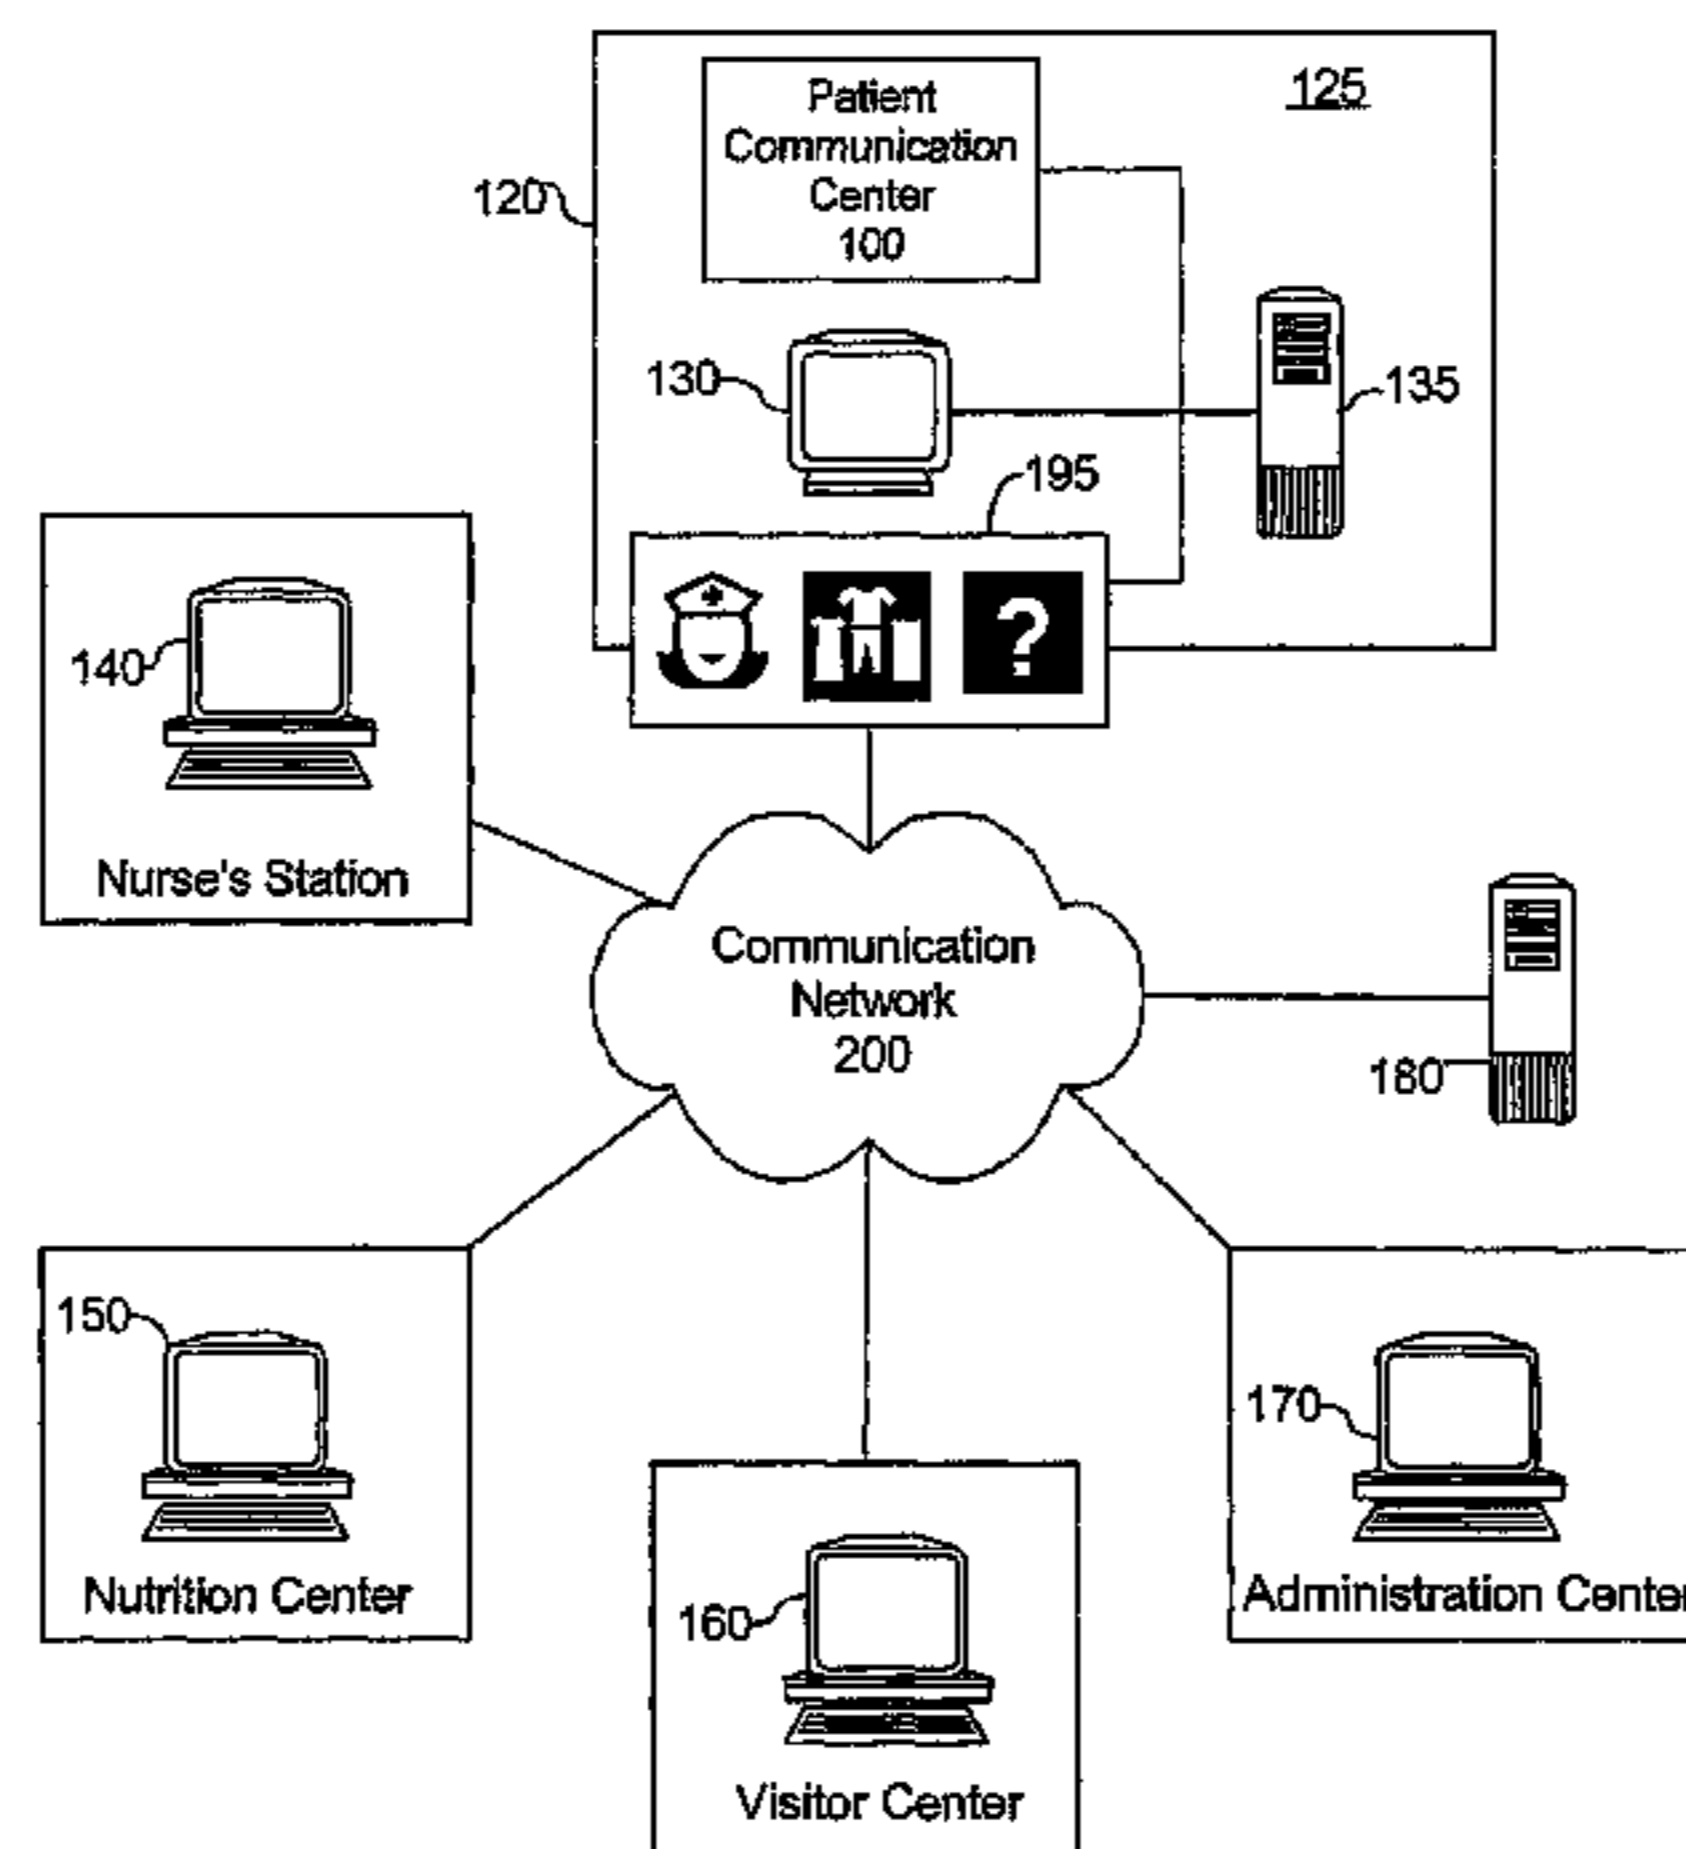 125
Patient
Communication
Center
100
120
130
135
195
?
140
Nurse's Station
Communication
Network
200
180
150
Nutrition Center
170
Administration Center
160
Visitor Center